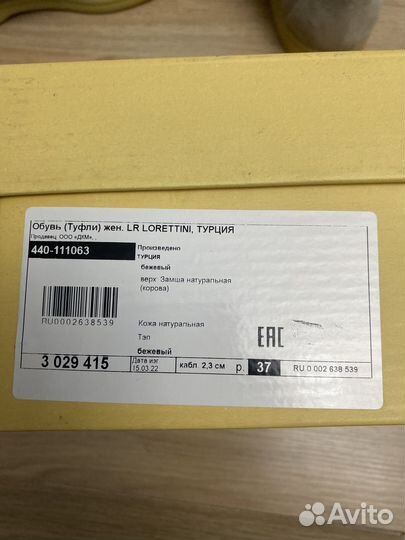 Обувь (Туфли) жен. LR LORETTINI, ТУРЦИЯ
Продавец: ООО «ДКМ»,
440-111063
Произведено
ТУРЦИЯ
бежевый
верх: Замша натуральная
(корова)
RU0002638539
Кожа натуральная
Тэп
EAC
бежевый
3 029 415
Дата изг.
15.03.22
кабл. 2,3 см
р. 37
RU 0 002 638 539
Avito